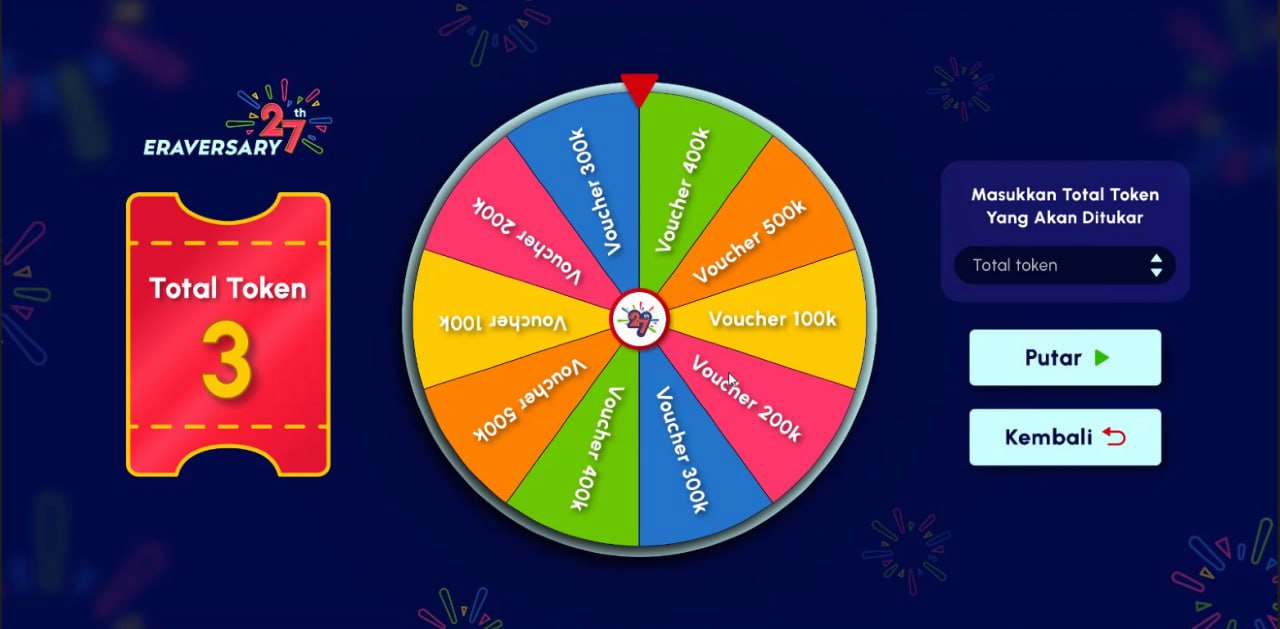 27th
ERAVERSARY
Total Token
3
Voucher 400k
Voucher 500k
Voucher 100k
Voucher 200k
Voucher 300k
Voucher 400k
Voucher 500k
Voucher 100k
Voucher 200k
Voucher 300k
27
Masukkan Total Token
Yang Akan Ditukar
Total token
Putar
Kembali